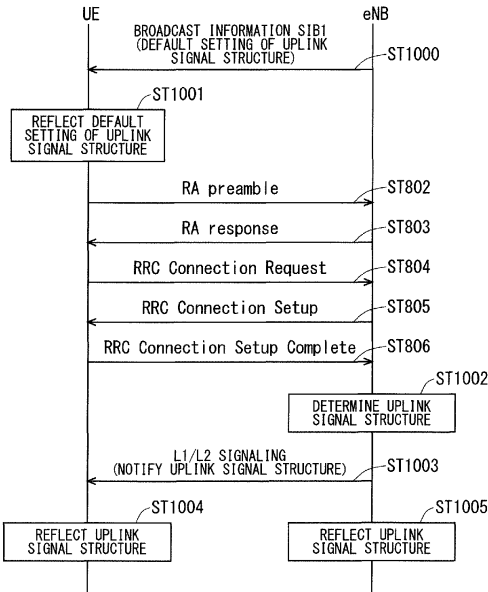 UE
eNB
BROADCAST INFORMATION SIB1
(DEFAULT SETTING OF UPLINK
SIGNAL STRUCTURE)
ST1000
ST1001
REFLECT DEFAULT
SETTING OF UPLINK
SIGNAL STRUCTURE
RA preamble
ST802
RA response
ST803
RRC Connection Request
ST804
RRC Connection Setup
ST805
RRC Connection Setup Complete
ST806
ST1002
DETERMINE UPLINK
SIGNAL STRUCTURE
L1/L2 SIGNALING
(NOTIFY UPLINK SIGNAL STRUCTURE)
ST1003
ST1004
REFLECT UPLINK
SIGNAL STRUCTURE
ST1005
REFLECT UPLINK
SIGNAL STRUCTURE